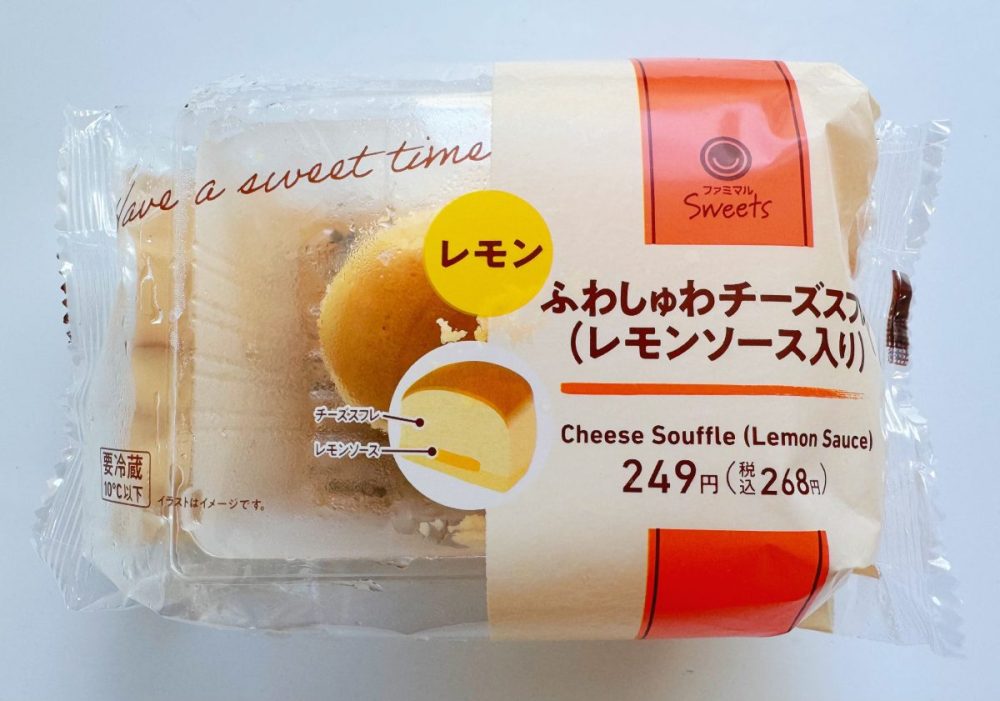 Have a sweet time
レモン
ファミマル
Sweets
ふわしゅわチーズスフレ
(レモンソース入り)
Cheese Souffle (Lemon Sauce)
249円(税込268円)
チーズスフレ
レモンソース
要冷蔵
10℃以下
イラストはイメージです。